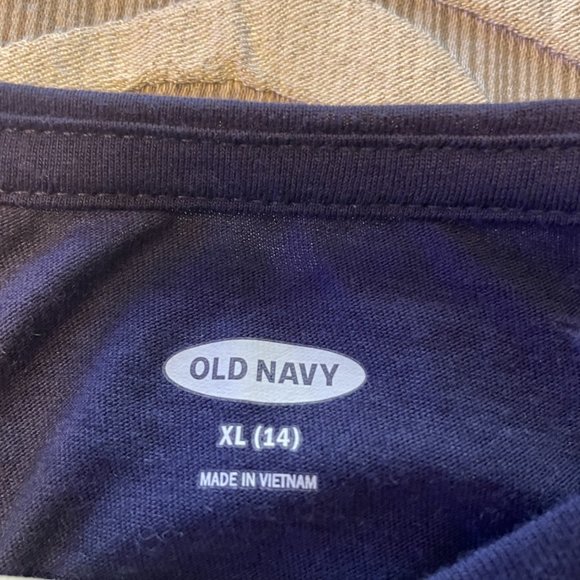 OLD NAVY
XL (14)
MADE IN VIETNAM